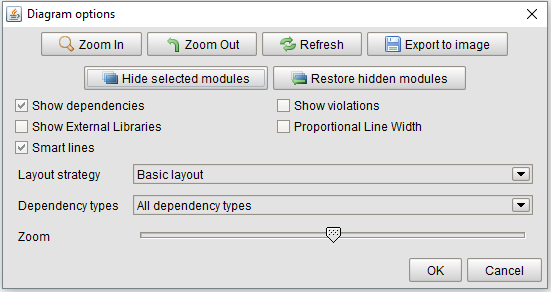 Diagram options
Zoom In Zoom Out Refresh Export to image
Hide selected modules Restore hidden modules
Show dependencies Show violations
Show External Libraries Proportional Line Width
Smart lines
Layout strategy Basic layout
Dependency types All dependency types
Zoom
OK Cancel